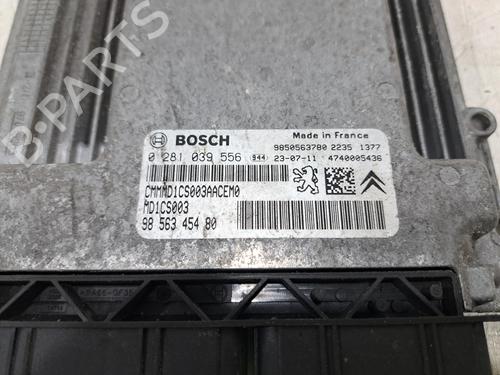 BOSCH
Made in France
9850563780 2235 1377
0 281 039 556 944 23-07-11 4740005436
CMMMD1CS003AACEM0
MD1CS003
98 563 454 80